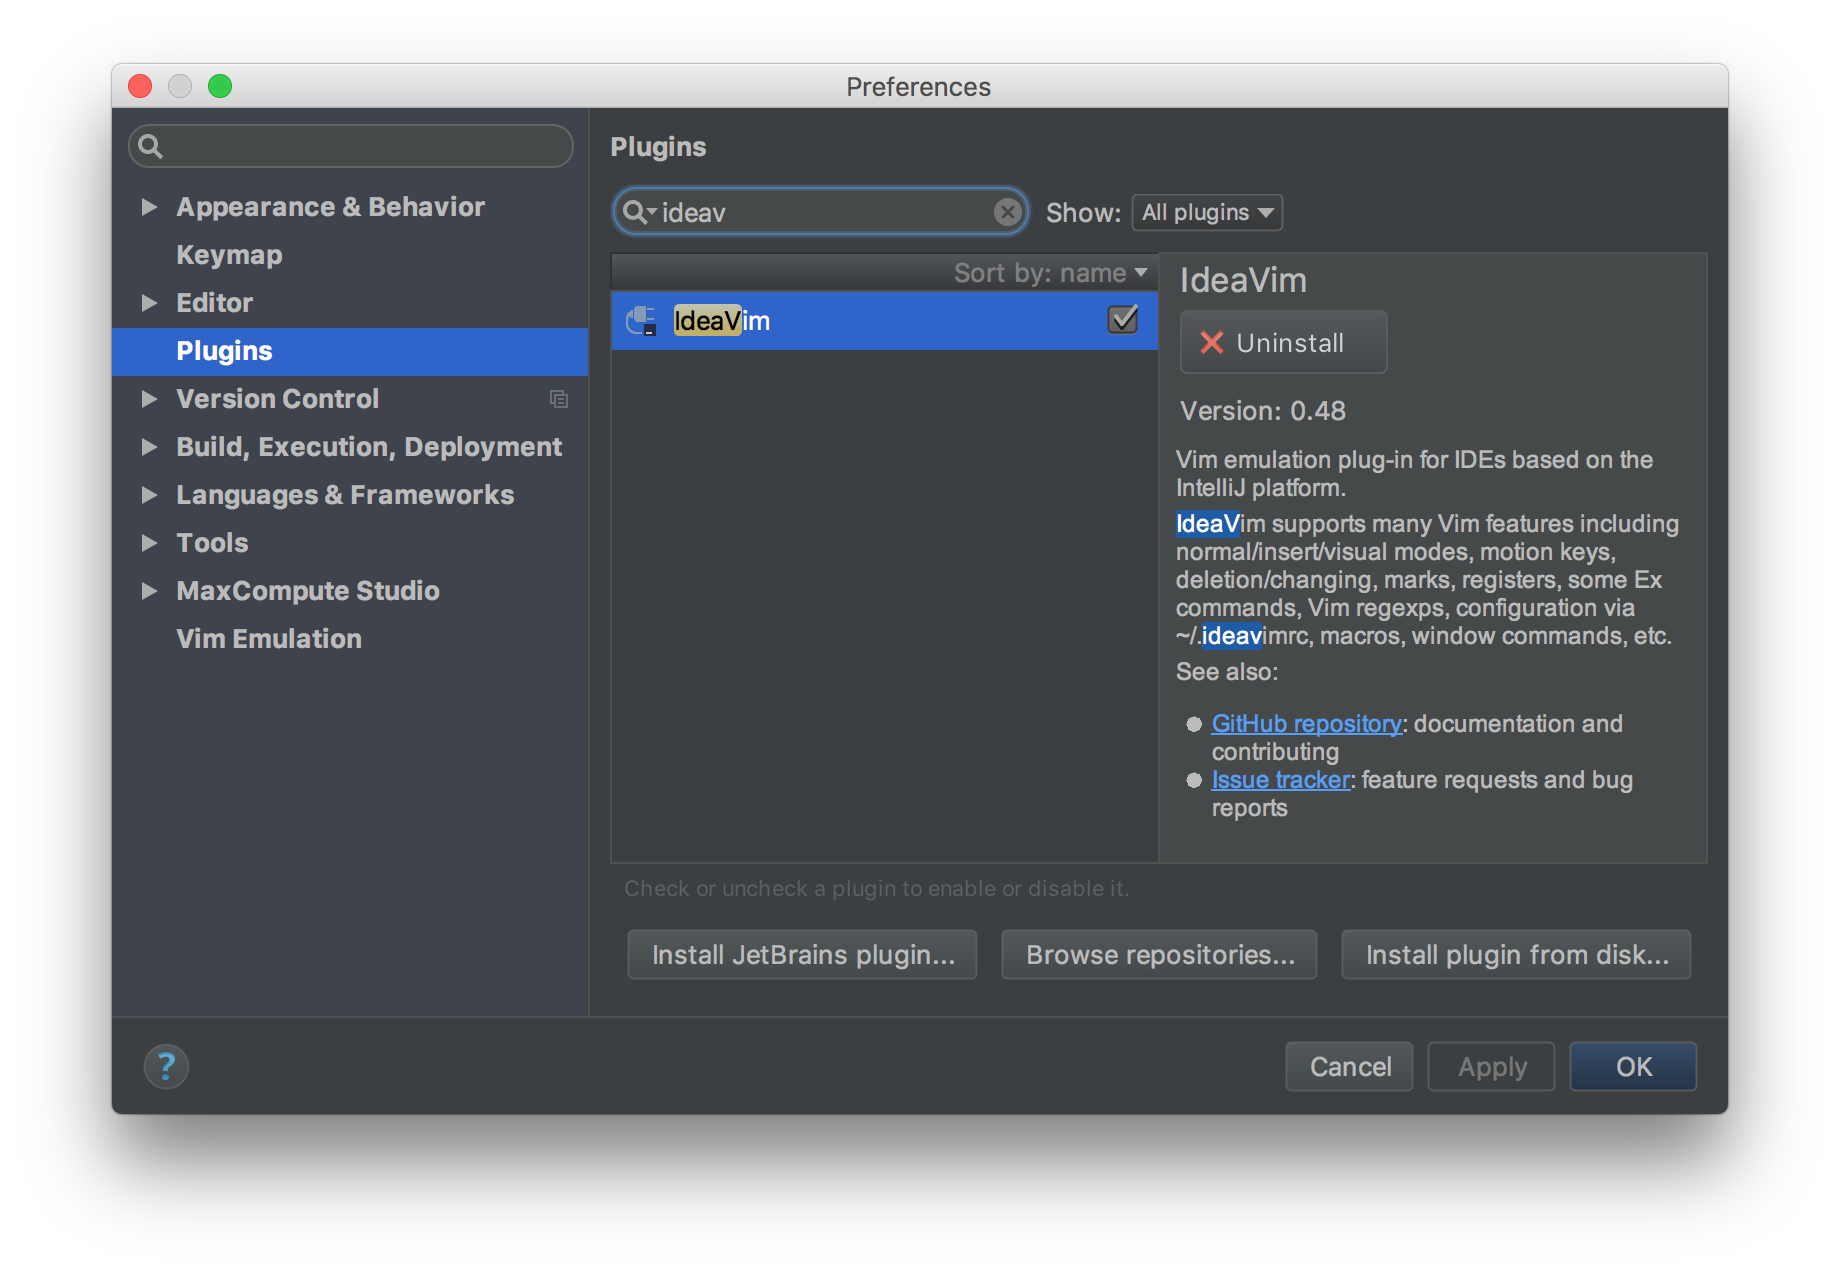 Preferences
Appearance & Behavior
Keymap
Editor
Plugins
Version Control
Build, Execution, Deployment
Languages & Frameworks
Tools
MaxCompute Studio
Vim Emulation
Plugins
ideav
Show: All plugins
Sort by: name
IdeaVim
IdeaVim
Uninstall
Version: 0.48
Vim emulation plug-in for IDEs based on the
IntelliJ platform.
IdeaVim supports many Vim features including
normal/insert/visual modes, motion keys,
deletion/changing, marks, registers, some Ex
commands, Vim regexps, configuration via
~/.ideavimrc, macros, window commands, etc.
See also:
GitHub repository: documentation and
contributing
Issue tracker: feature requests and bug
reports
Check or uncheck a plugin to enable or disable it.
Install JetBrains plugin...
Browse repositories...
Install plugin from disk...
?
Cancel
Apply
OK